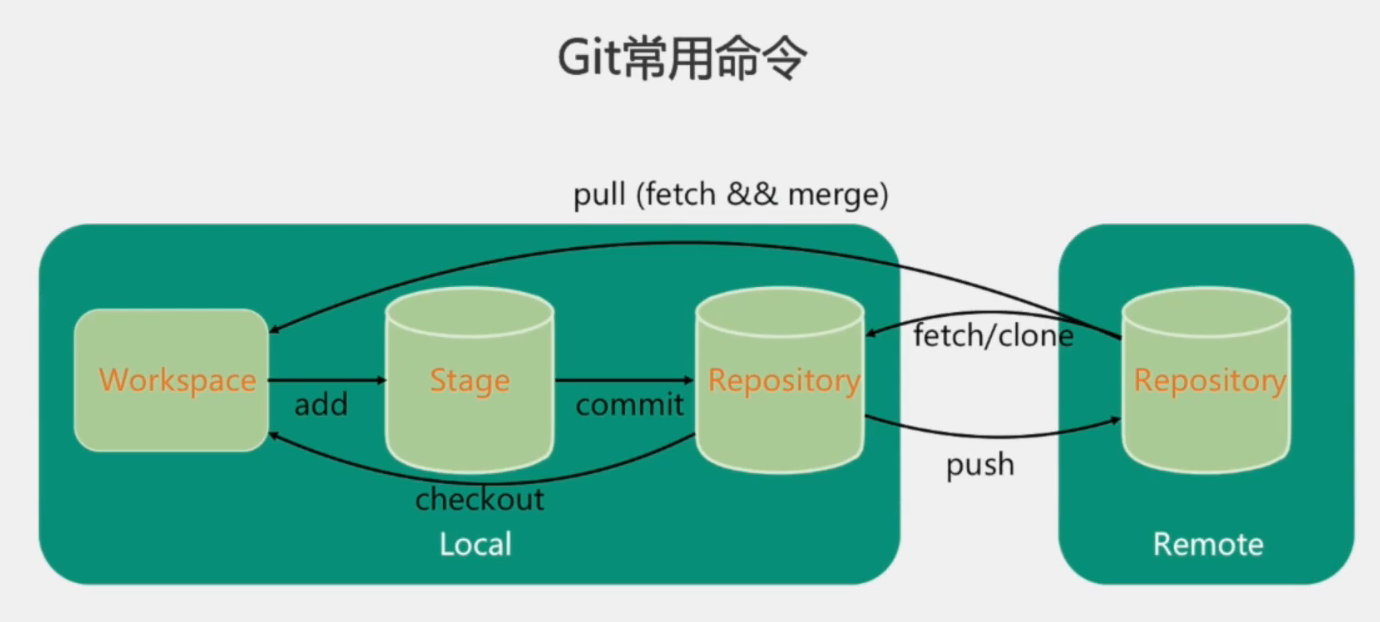 Git常用命令
pull (fetch && merge)
fetch/clone
Workspace
Stage
Repository
Repository
add
commit
push
checkout
Local
Remote